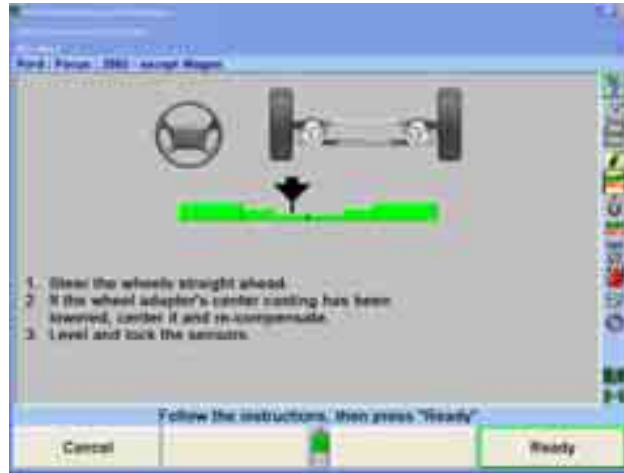 Ford : Focus : 2002 : except Wagon
1. Steer the wheels straight ahead.
2. If the wheel adapter's center casting has been
lowered, center it and re-compensate.
3. Level and lock the sensors.
Follow the instructions, then press "Ready"
Cancel
Ready